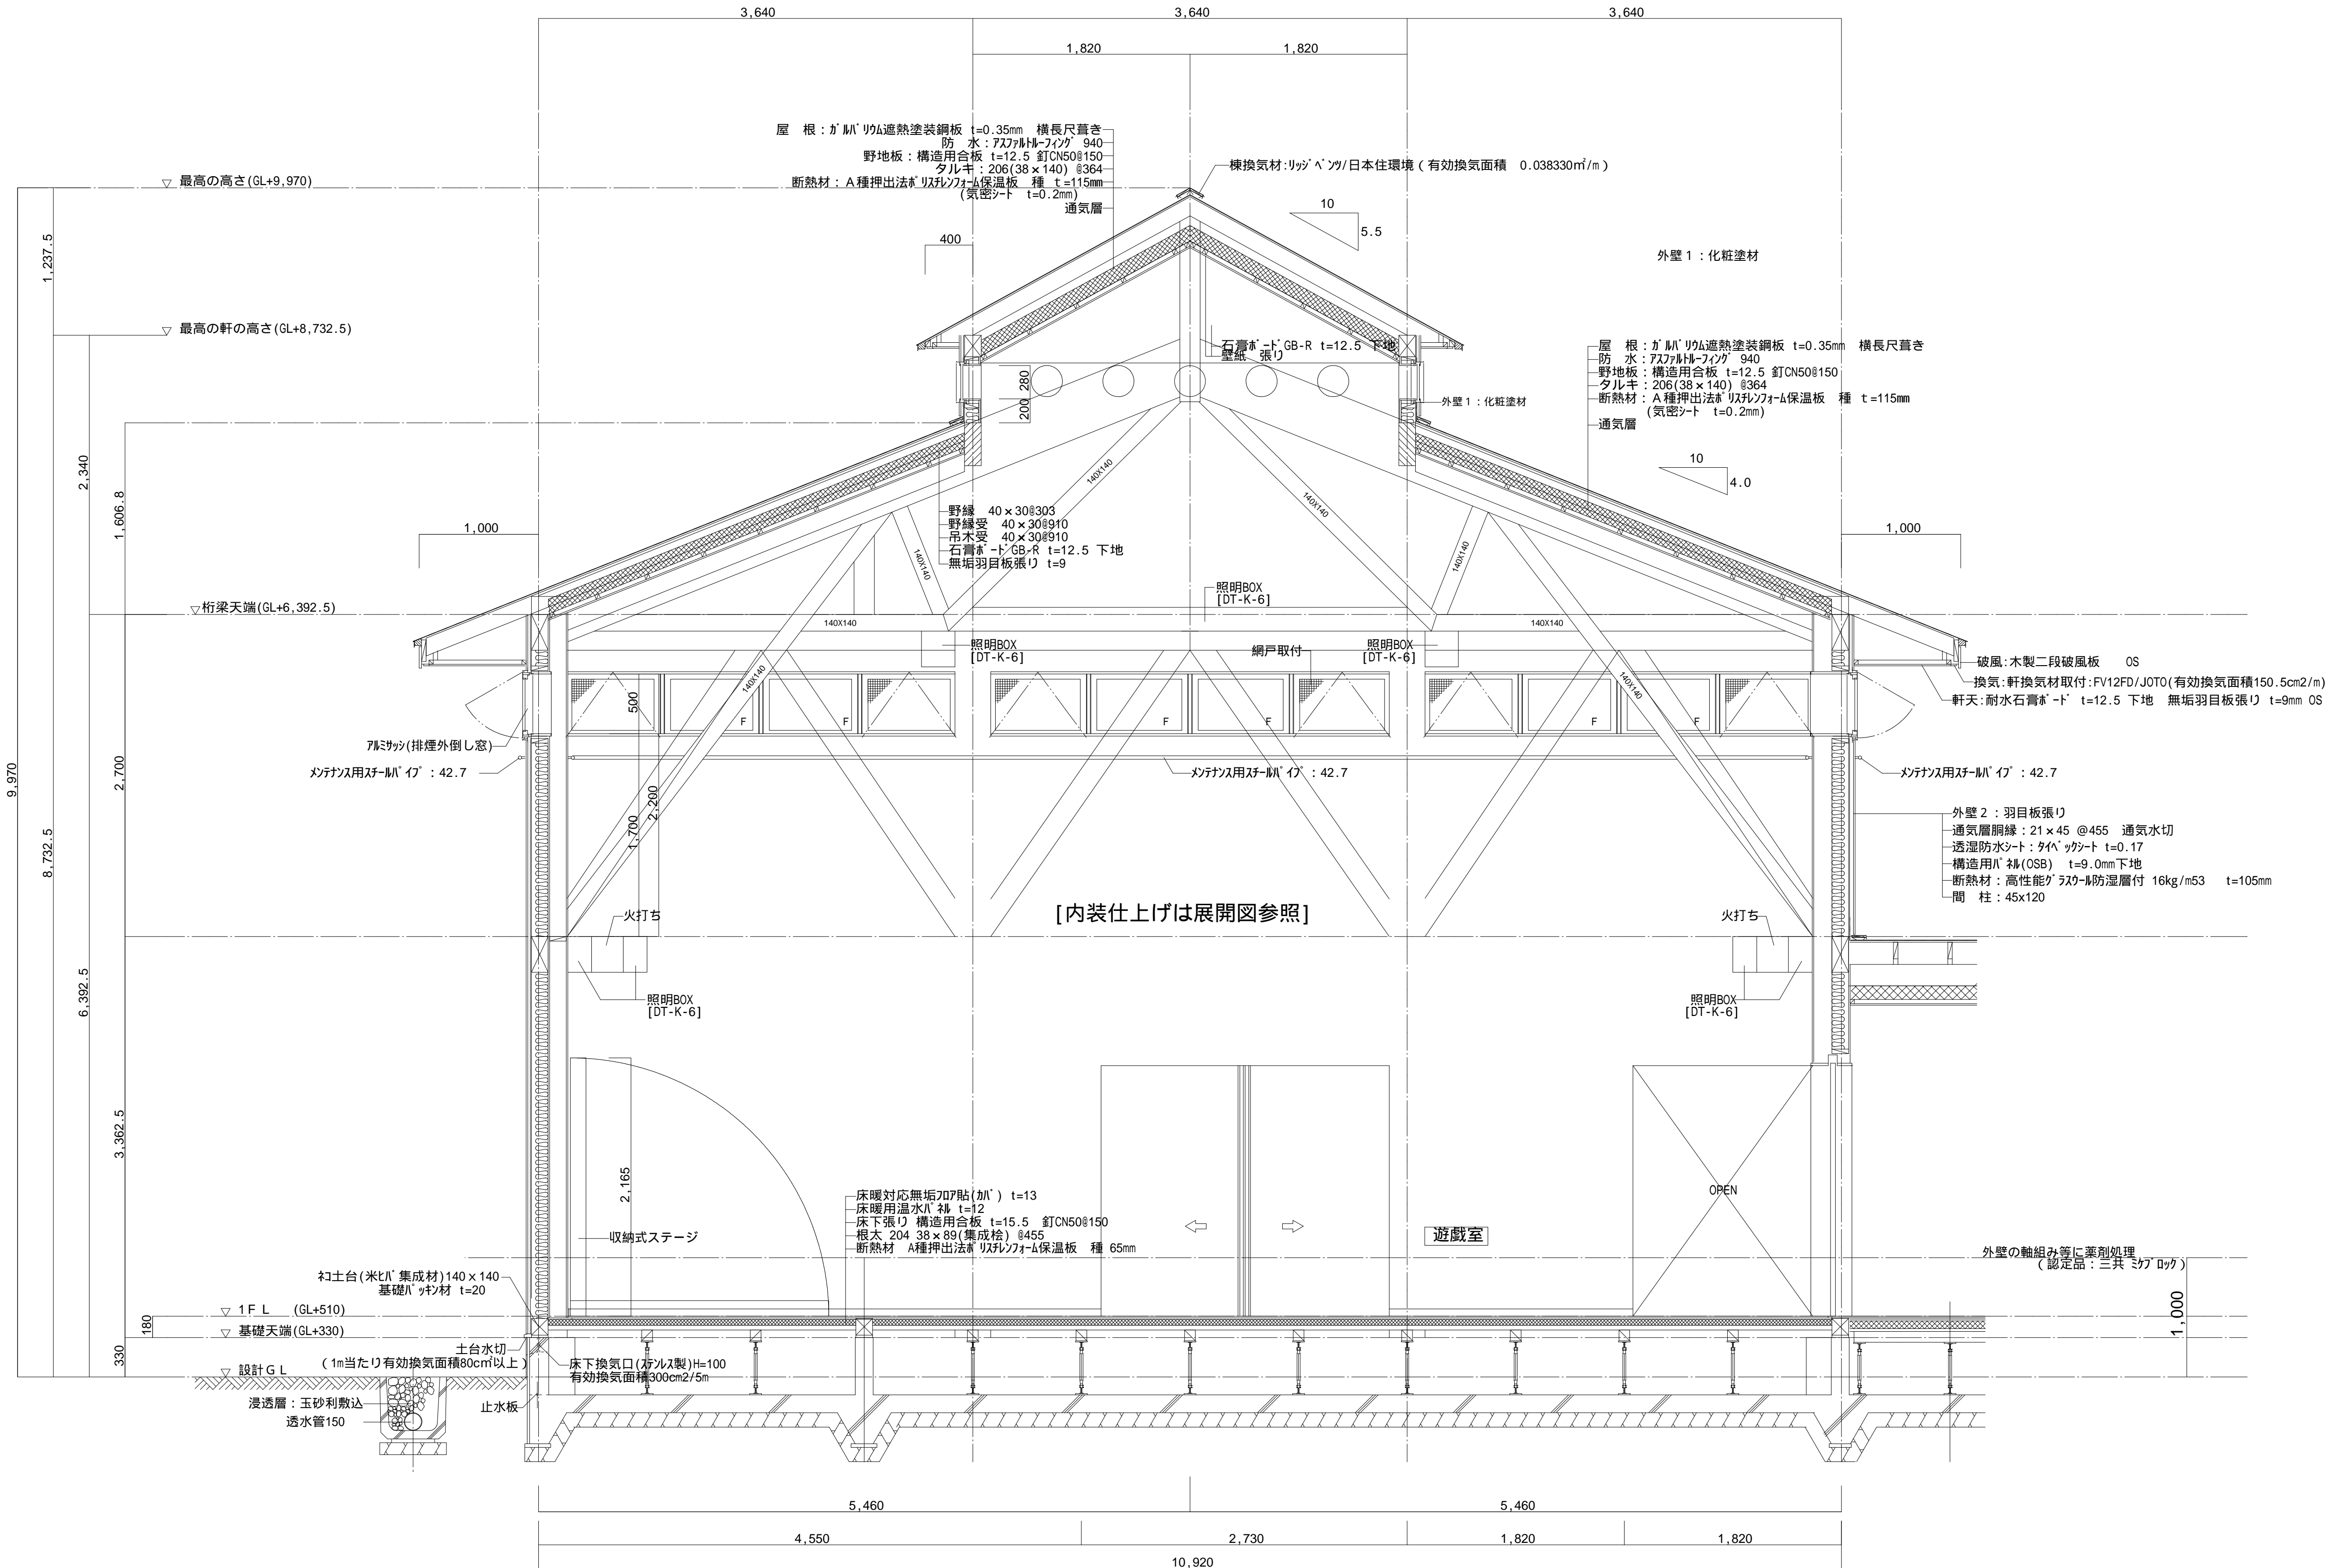 3,640
3,640
3,640
1,820
1,820
屋　根：ガルバリウム遮熱塗装鋼板 t=0.35mm　横長尺葺き
防　水：アスファルトルーフィング 940
野地板：構造用合板 t=12.5 釘CN50@150
タルキ：206(38×140) @364
断熱材：Ａ種押出法ポリスチレンフォーム保温板　種 ｔ=115mm
(気密シート　t=0.2mm)
通気層
棟換気材:リッジベンツ/日本住環境（有効換気面積　0.038330㎡/m）
▽ 最高の高さ(GL+9,970)
10
5.5
400
外壁１：化粧塗材
1,237.5
▽ 最高の軒の高さ(GL+8,732.5)
石膏ボードGB-R t=12.5 下地
壁紙　張り
屋　根：ガルバリウム遮熱塗装鋼板 t=0.35mm　横長尺葺き
防　水：アスファルトルーフィング 940
野地板：構造用合板 t=12.5 釘CN50@150
タルキ：206(38×140) @364
断熱材：Ａ種押出法ポリスチレンフォーム保温板　種 ｔ=115mm
(気密シート　t=0.2mm)
通気層
280
200
外壁１：化粧塗材
10
4.0
2,340
1,606.8
140X140
140X140
野縁　40×30@303
野縁受　40×30@910
吊木受　40×30@910
石膏ボードGB-R t=12.5 下地
無垢羽目板張り t=9
1,000
1,000
140X140
140X140
照明BOX
[DT-K-6]
▽桁梁天端(GL+6,392.5)
140X140
140X140
照明BOX
[DT-K-6]
網戸取付
照明BOX
[DT-K-6]
破風:木製二段破風板　　OS
換気:軒換気材取付:FV12FD/JOTO(有効換気面積150.5cm2/m)
軒天:耐水石膏ボード t=12.5 下地　無垢羽目板張り t=9mm OS
140X140
140X140
500
F
F
F
F
F
F
アルミサッシ(排煙外倒し窓)
メンテナンス用スチールパイプ：42.7
メンテナンス用スチールパイプ：42.7
メンテナンス用スチールパイプ：42.7
9,970
2,700
8,732.5
2,200
1,700
外壁２：羽目板張り
通気層胴縁：21×45 @455　通気水切
透湿防水シート：タイベックシート t=0.17
構造用パネル(OSB)　t=9.0mm下地
断熱材：高性能グラスウール防湿層付 16kg/m53　 t=105mm
間　柱：45x120
[内装仕上げは展開図参照]
火打ち
火打ち
照明BOX
[DT-K-6]
照明BOX
[DT-K-6]
6,392.5
3,362.5
2,165
OPEN
床暖対応無垢フロア貼(カバ) t=13
床暖用温水パネル t=12
床下張り 構造用合板 t=15.5　釘CN50@150
根太 204 38×89(集成桧) @455
断熱材　A種押出法ポリスチレンフォーム保温板　種 65mm
収納式ステージ
遊戯室
外壁の軸組み等に薬剤処理
（認定品：三共 ミケブロック）
1,000
ネコ土台(米ヒバ集成材)140×140
基礎パッキン材 t=20
▽ １ＦＬ　(GL+510)
180
▽ 基礎天端(GL+330)
330
土台水切
（1m当たり有効換気面積80c㎡以上）
床下換気口(ステンレス製)H=100
有効換気面積300cm2/5m
▽ 設計ＧＬ
浸透層：玉砂利敷込
止水板
透水管150
5,460
5,460
4,550
2,730
1,820
1,820
10,920